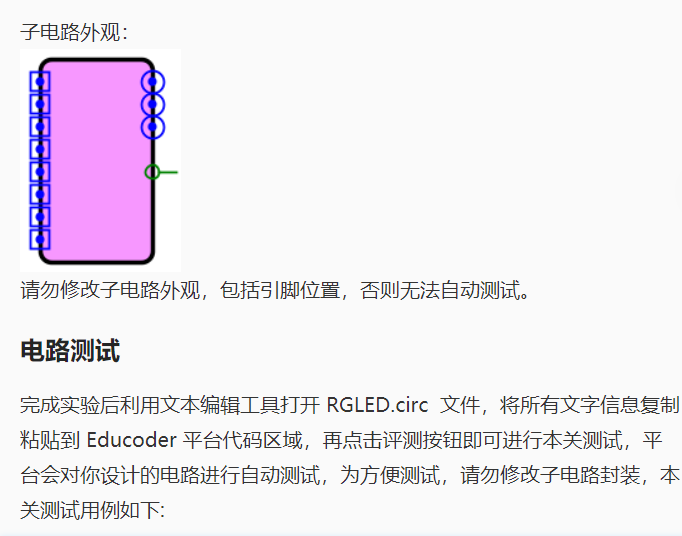 子电路外观：
请勿修改子电路外观，包括引脚位置，否则无法自动测试。
电路测试
完成实验后利用文本编辑工具打开 RGLED.circ 文件，将所有文字信息复制
粘贴到 Educoder 平台代码区域，再点击评测按钮即可进行本关测试，平
台会对你设计的电路进行自动测试，为方便测试，请勿修改子电路封装，本
关测试用例如下: